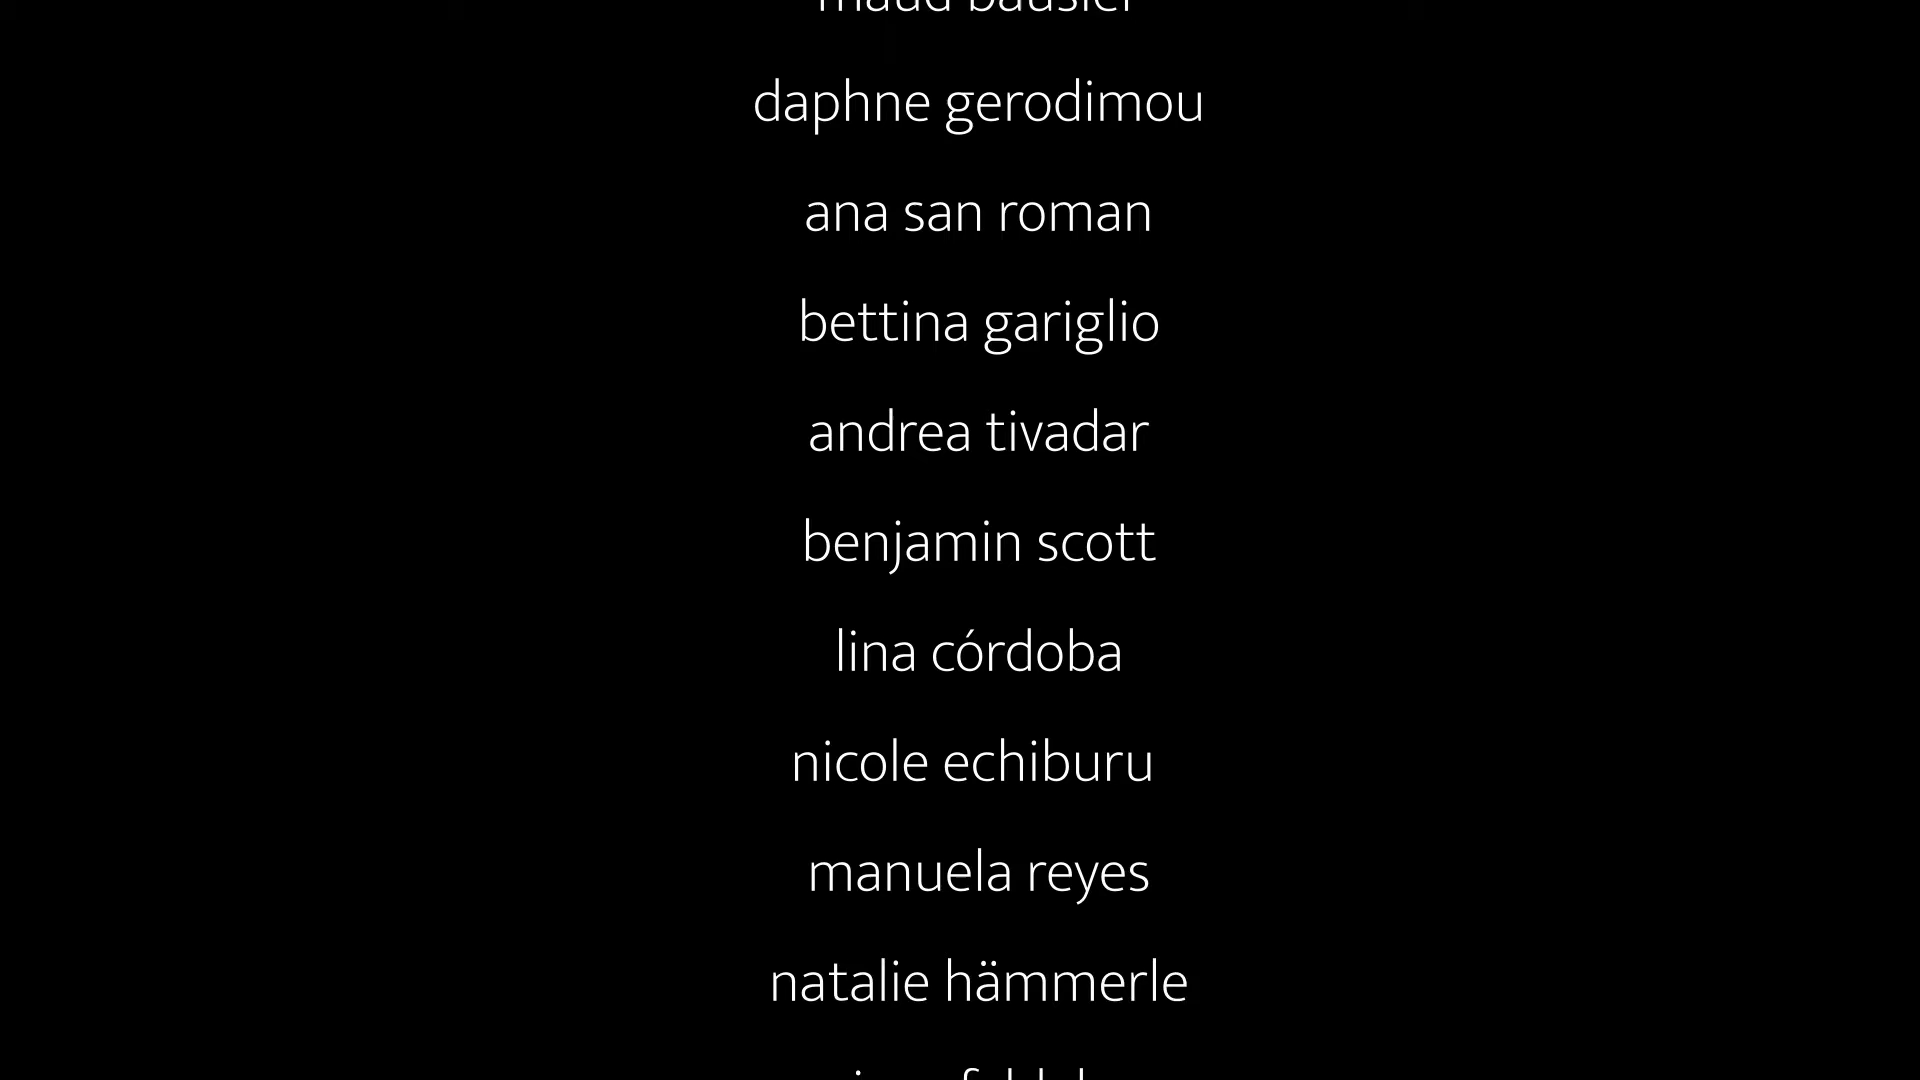 daphne gerodimou
ana san roman
bettina gariglio
andrea tivadar
benjamin scott
lina córdoba
nicole echiburu
manuela reyes
natalie hämmerle